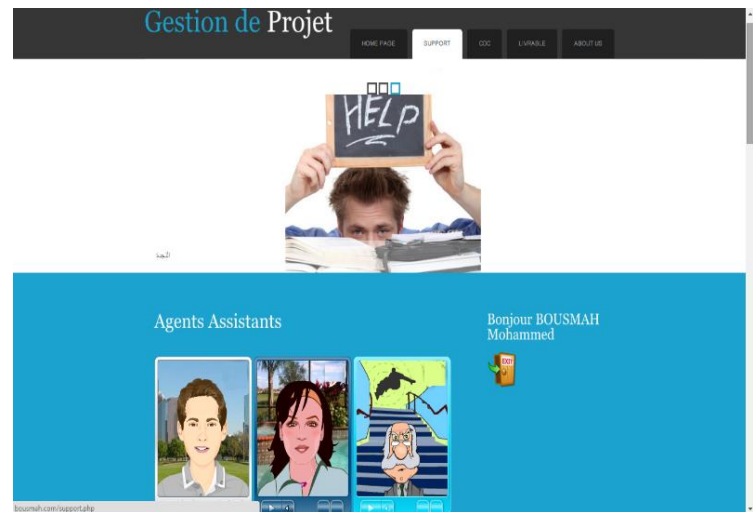 Gestion de Projet
HOME PAGE
SUPPORT
CDC
LIVRABLE
ABOUT US
HELP
Agents Assistants
Bonjour BOUSMAH
Mohammed
EXIT
bousmah.com/support.php